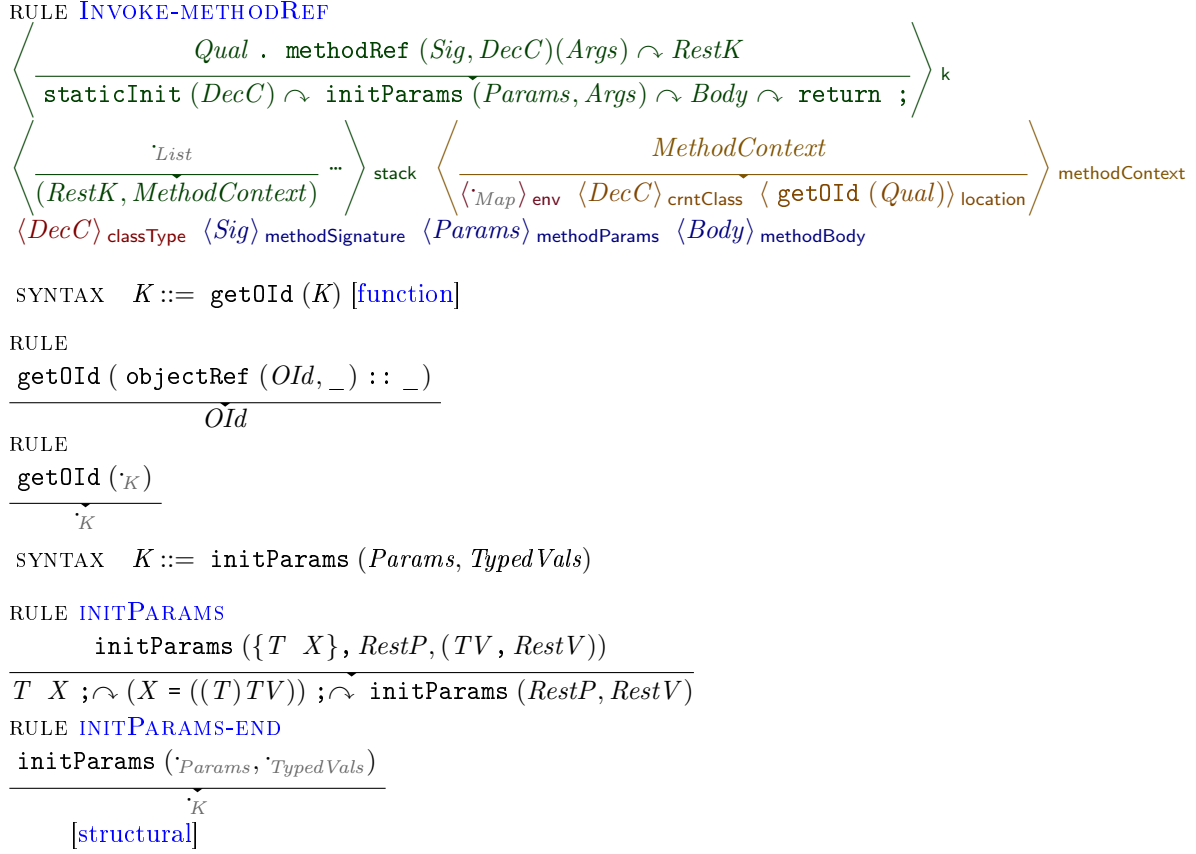 RULE INVOKE-METHODREF
Qual . methodRef (Sig, DecC)(Args) ↷ RestK
staticInit (DecC) ↷ initParams (Params, Args) ↷ Body ↷ return ;
k
·List
(RestK, MethodContext)
...
stack
MethodContext
⟨·Map⟩ env ⟨DecC⟩ crntClass ⟨ getOId (Qual)⟩ location
methodContext
⟨DecC⟩ classType ⟨Sig⟩ methodSignature ⟨Params⟩ methodParams ⟨Body⟩ methodBody
SYNTAX K ::= getOId (K) [function]
RULE
getOId ( objectRef (OId, _) :: _)
OId
RULE
getOId (·K)
·K
SYNTAX K ::= initParams (Params, TypedVals)
RULE INITPARAMS
initParams ({T X}, RestP, (TV , RestV))
T X ;↷ (X = ((T) TV)) ;↷ initParams (RestP, RestV)
RULE INITPARAMS-END
initParams (·Params, ·TypedVals)
·K
[structural]